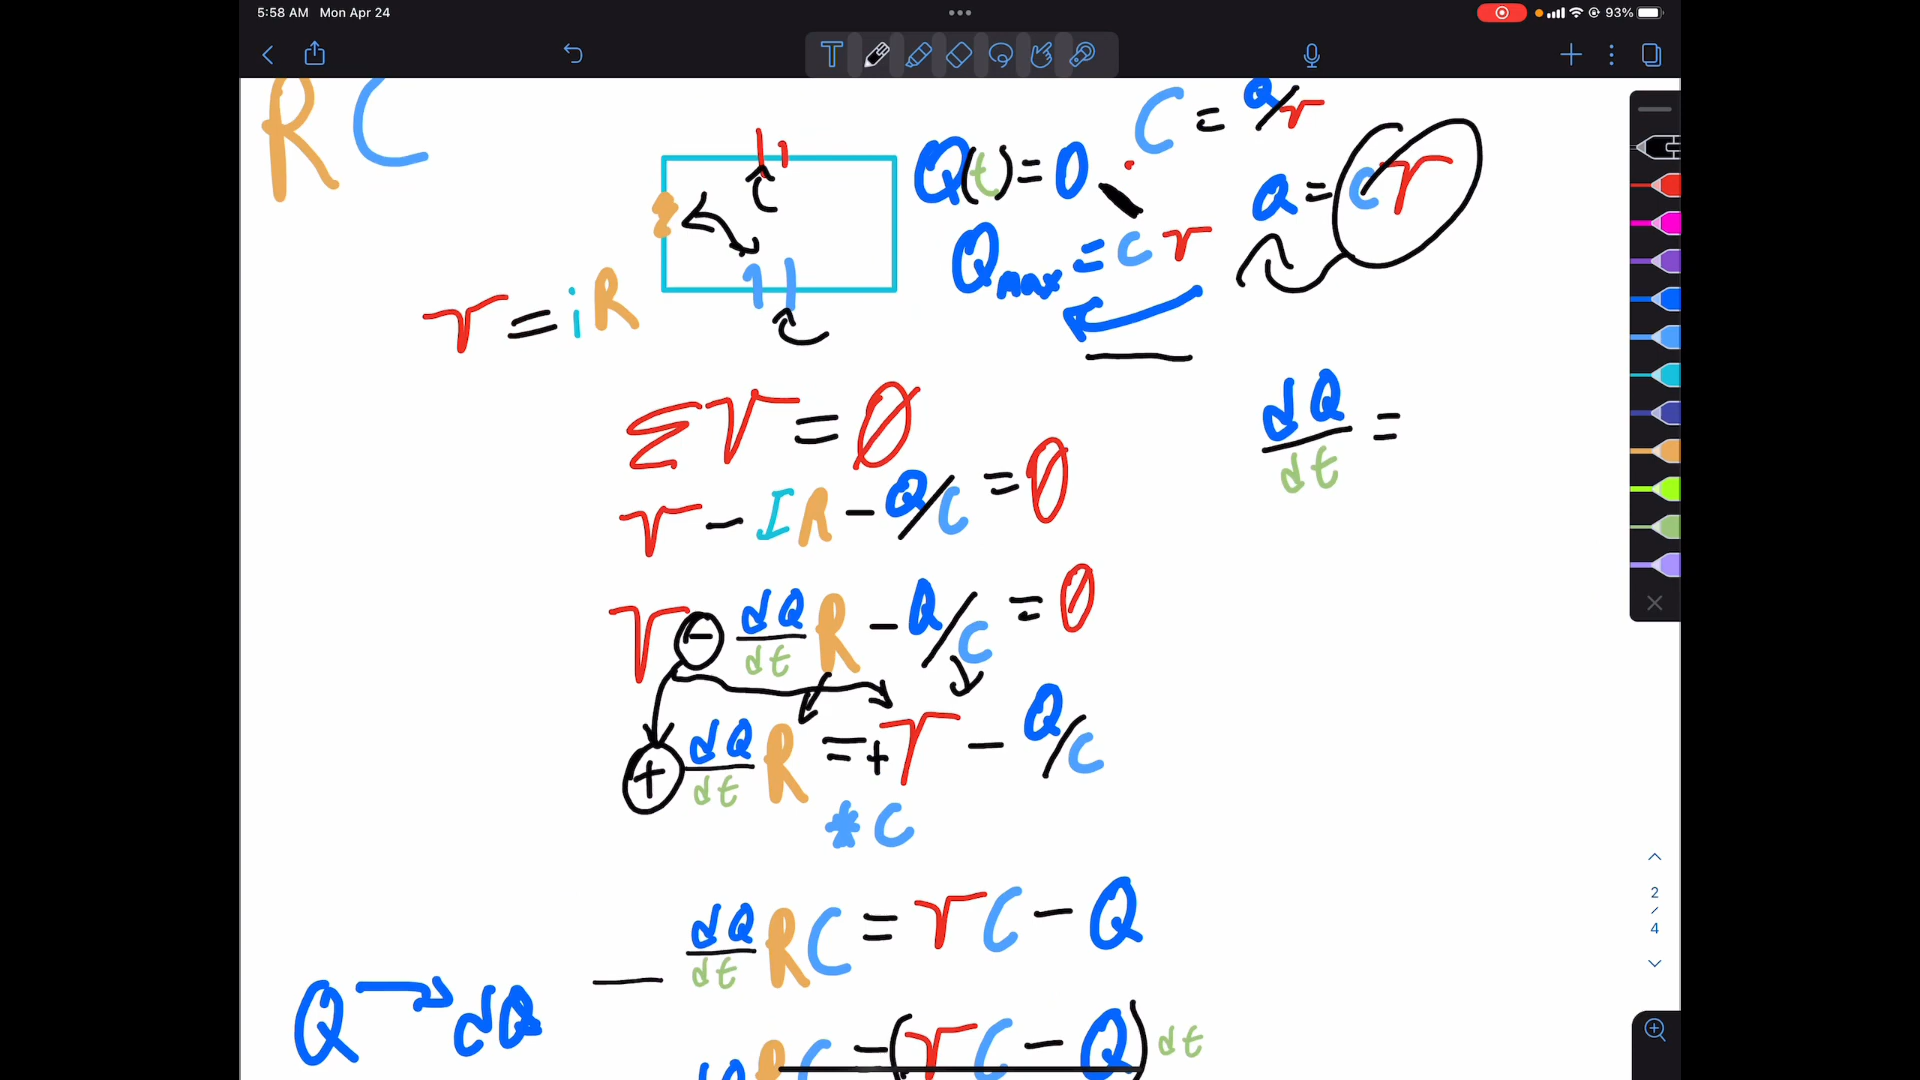 5:58 AM Mon Apr 24
93%
T
R C
C = Q/V
Q(t) = 0
Q = CV
Qmax = CV
V = iR
ΣV = 0
dQ/dt =
V - IR - Q/C = 0
V - dQ/dt R - Q/C = 0
+ dQ/dt R = + V - Q/C
* C
dQ/dt RC = VC - Q
Q → dQ
dQ RC = (VC - Q) dt
2
/
4